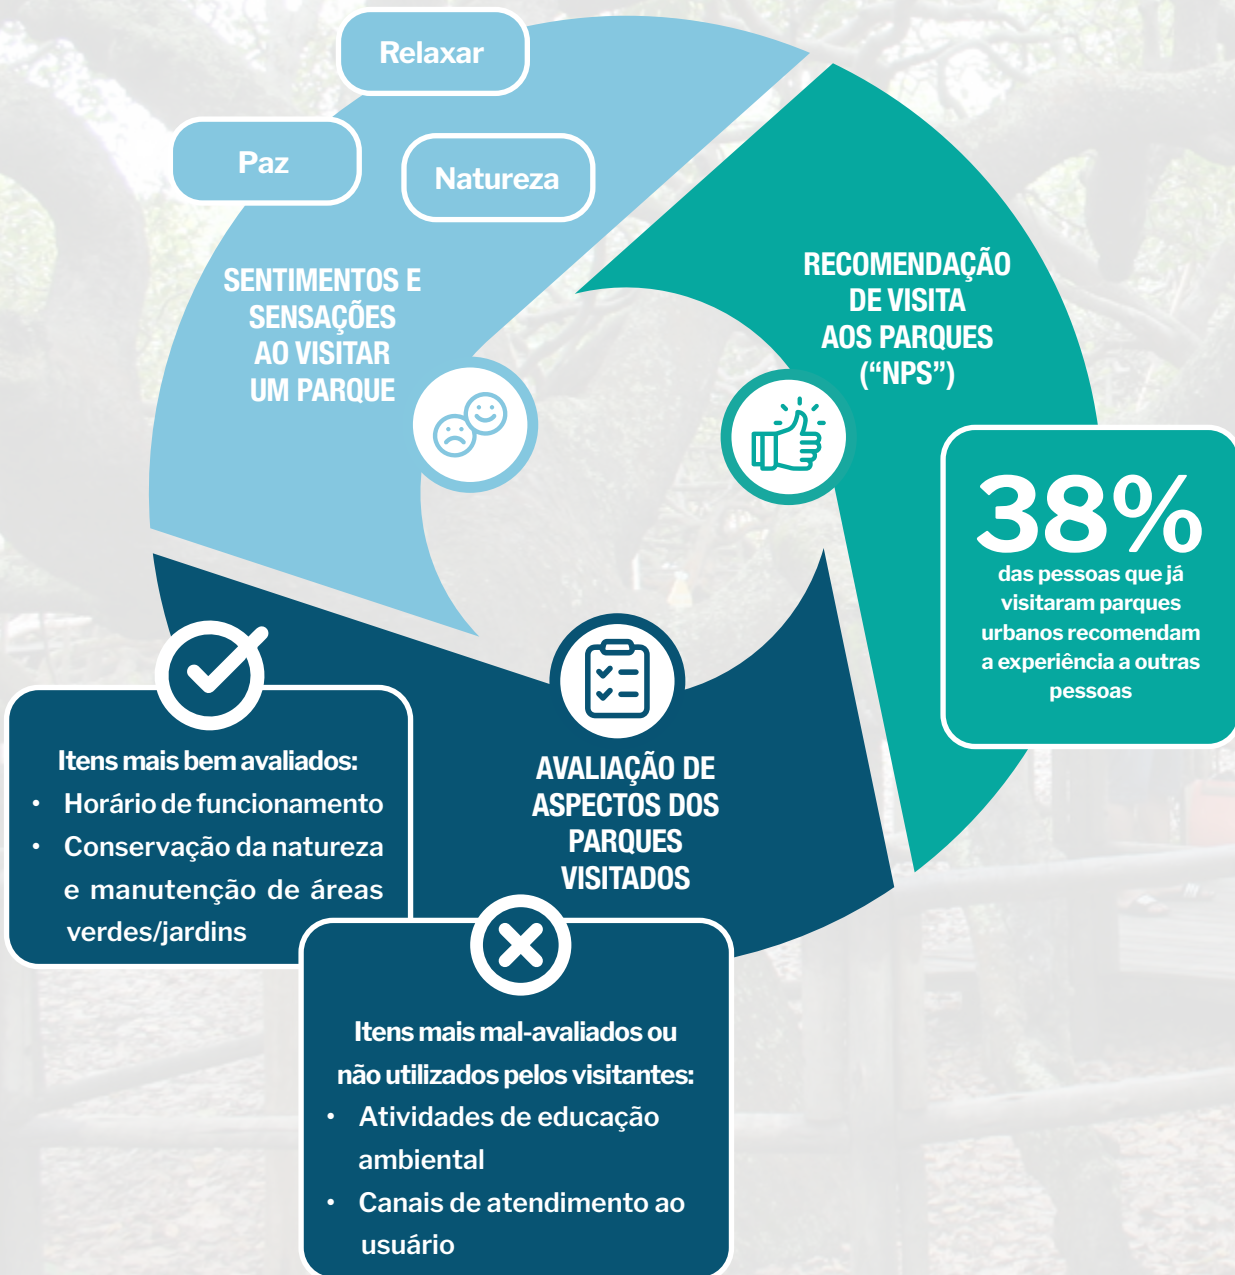 Relaxar
Paz
Natureza
SENTIMENTOS E
SENSAÇÕES
AO VISITAR
UM PARQUE
RECOMENDAÇÃO
DE VISITA
AOS PARQUES
(“NPS”)
38%
das pessoas que já
visitaram parques
urbanos recomendam
a experiência a outras
pessoas
AVALIAÇÃO DE
ASPECTOS DOS
PARQUES
VISITADOS
Itens mais bem avaliados:
• Horário de funcionamento
• Conservação da natureza
e manutenção de áreas
verdes/jardins
Itens mais mal-avaliados ou
não utilizados pelos visitantes:
• Atividades de educação
ambiental
• Canais de atendimento ao
usuário